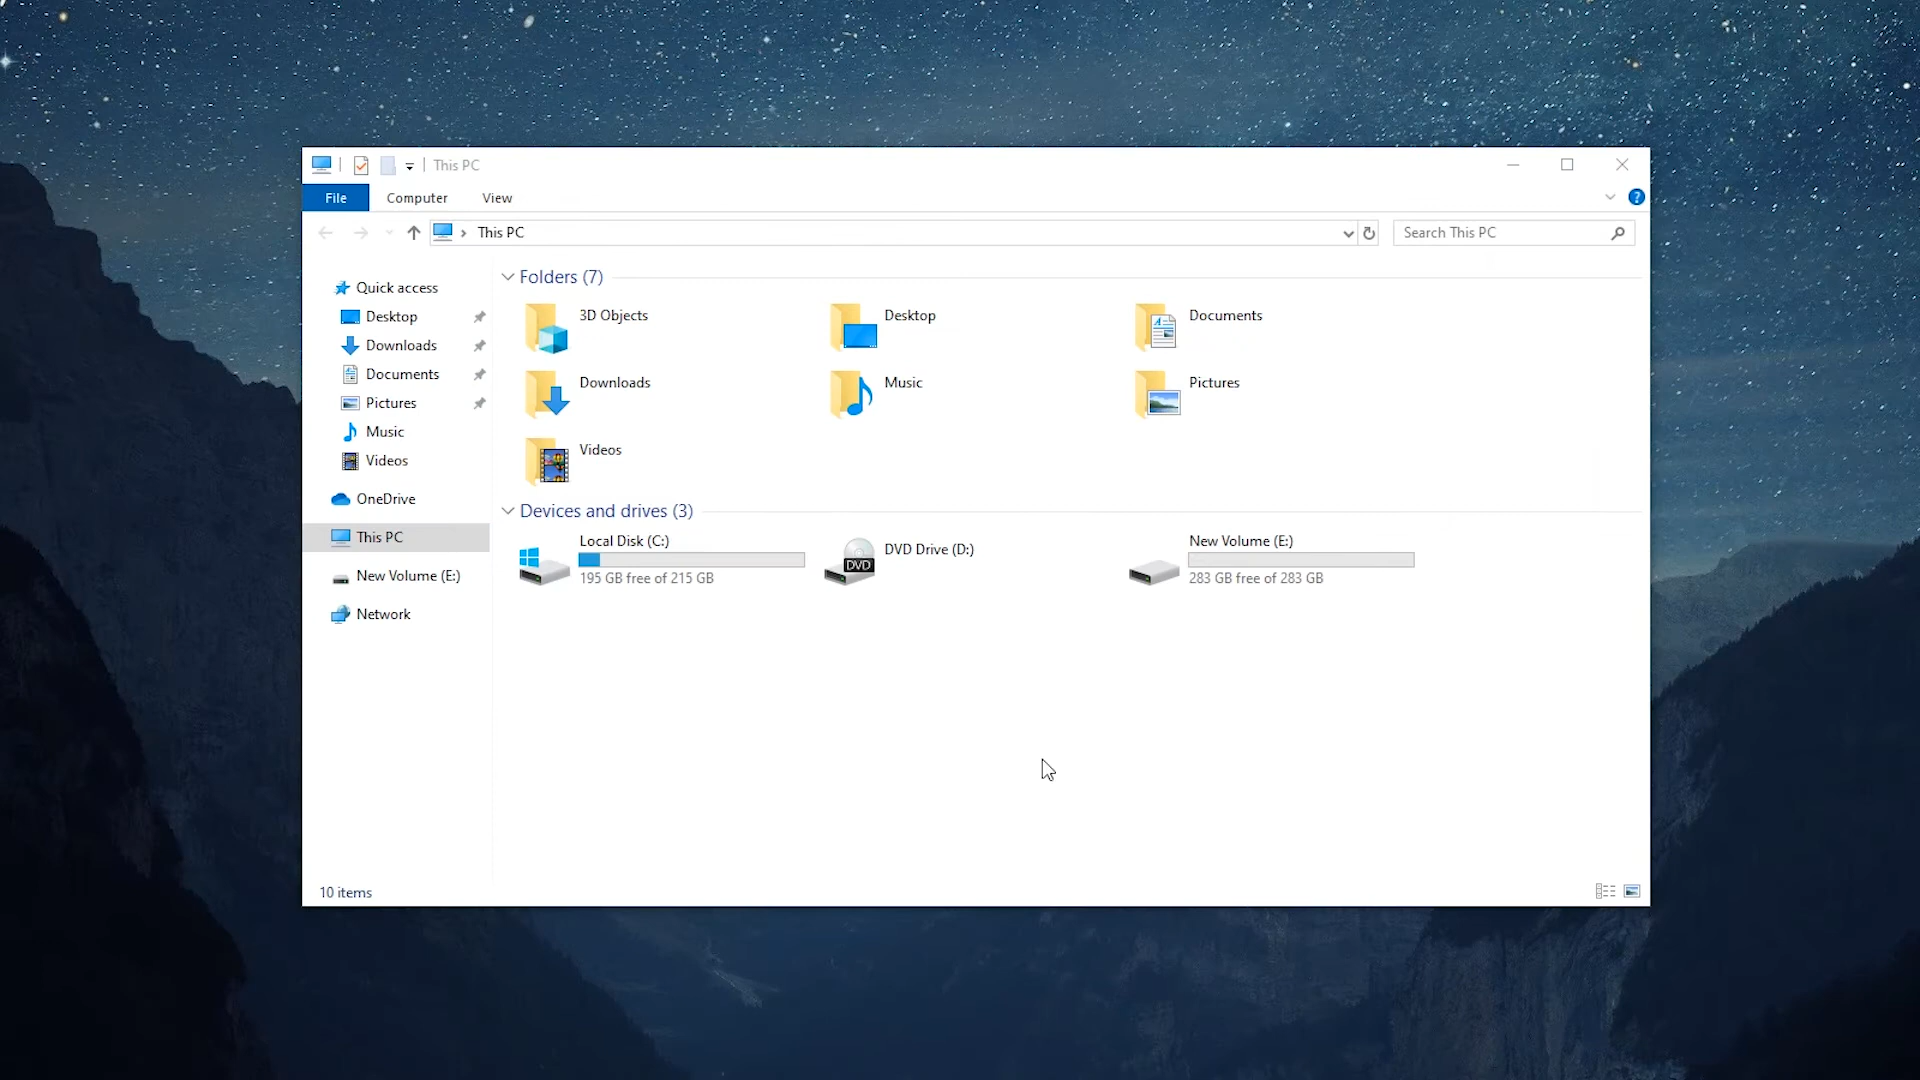 This PC
File Computer View
This PC
Search This PC
Quick access
Desktop
Downloads
Documents
Pictures
Music
Videos
OneDrive
This PC
New Volume (E:)
Network
Folders (7)
3D Objects
Desktop
Documents
Downloads
Music
Pictures
Videos
Devices and drives (3)
Local Disk (C:)
195 GB free of 215 GB
DVD
DVD Drive (D:)
New Volume (E:)
283 GB free of 283 GB
10 items